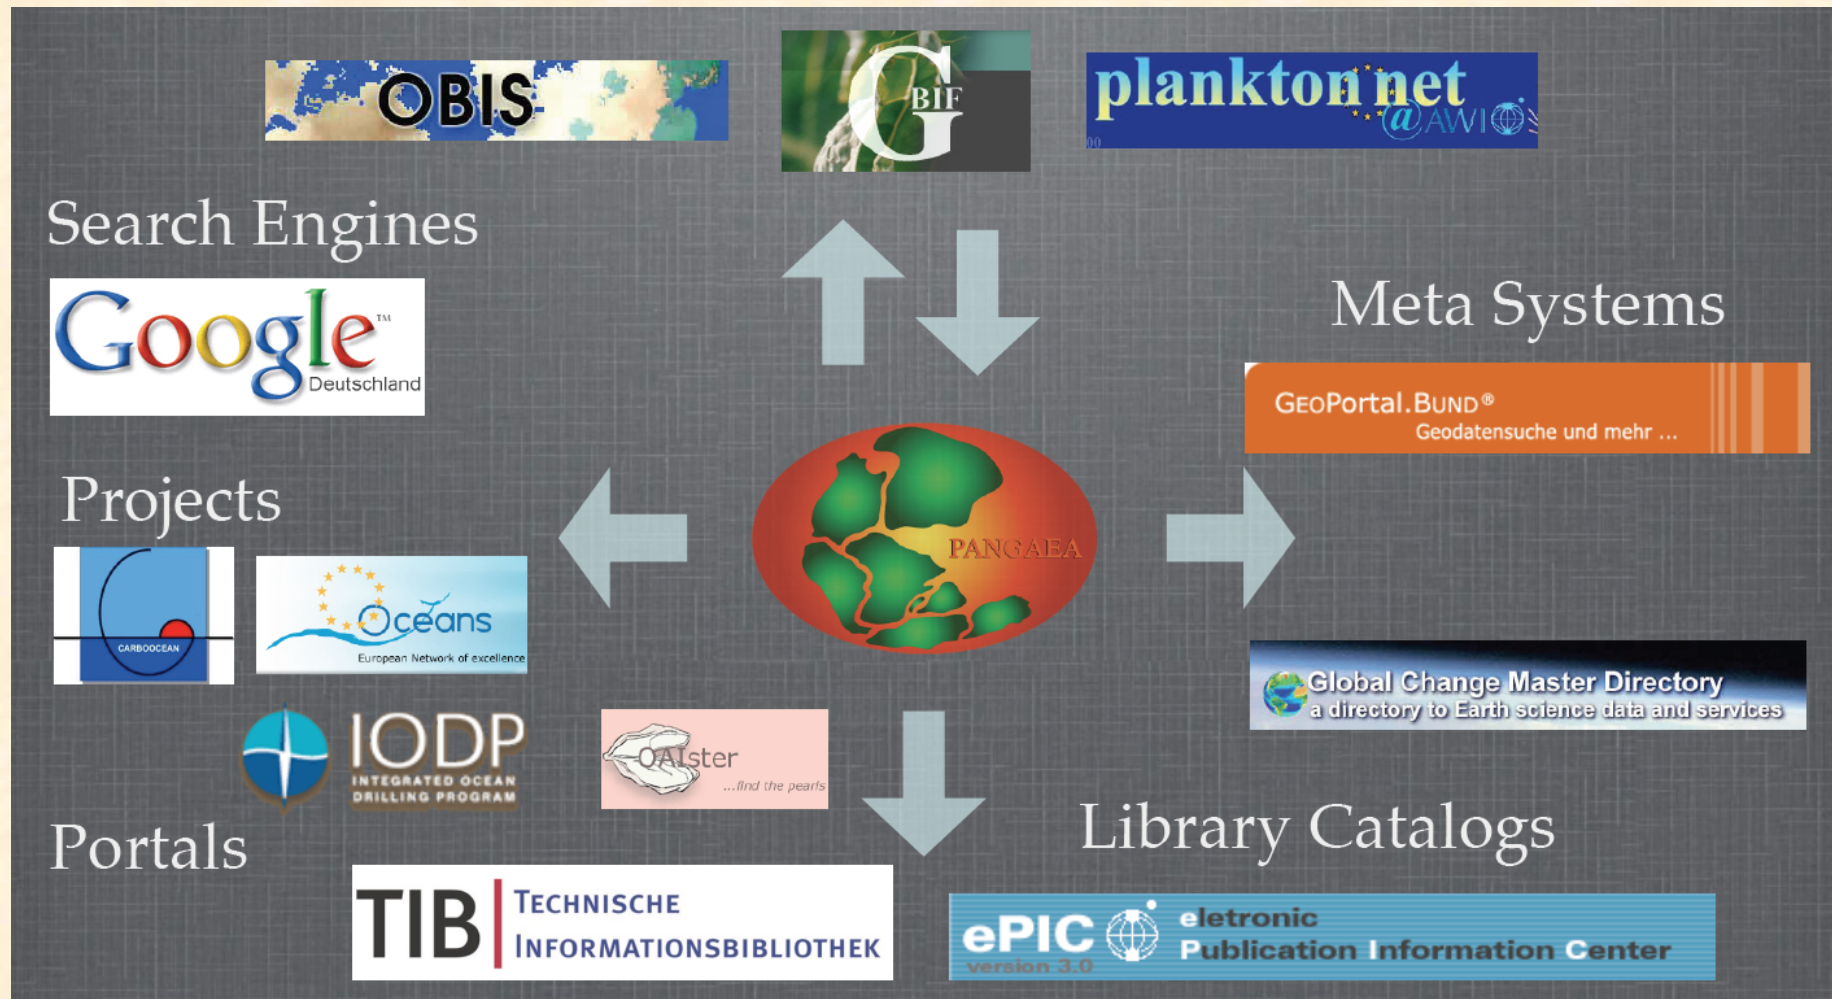 OBIS
G
BIF
plankton net
@AWI
00
Search Engines
Google™
Deutschland
Meta Systems
GEOPortal.BUND®
Geodatensuche und mehr ...
Projects
CARBOOCEAN
Oceans
European Network of excellence
PANGAEA
Global Change Master Directory
a directory to Earth science data and services
IODP
INTEGRATED OCEAN
DRILLING PROGRAM
OAIster
...find the pearls
Portals
Library Catalogs
TIB
TECHNISCHE
INFORMATIONSBIBLIOTHEK
ePIC
version 3.0
eletronic
Publication Information Center